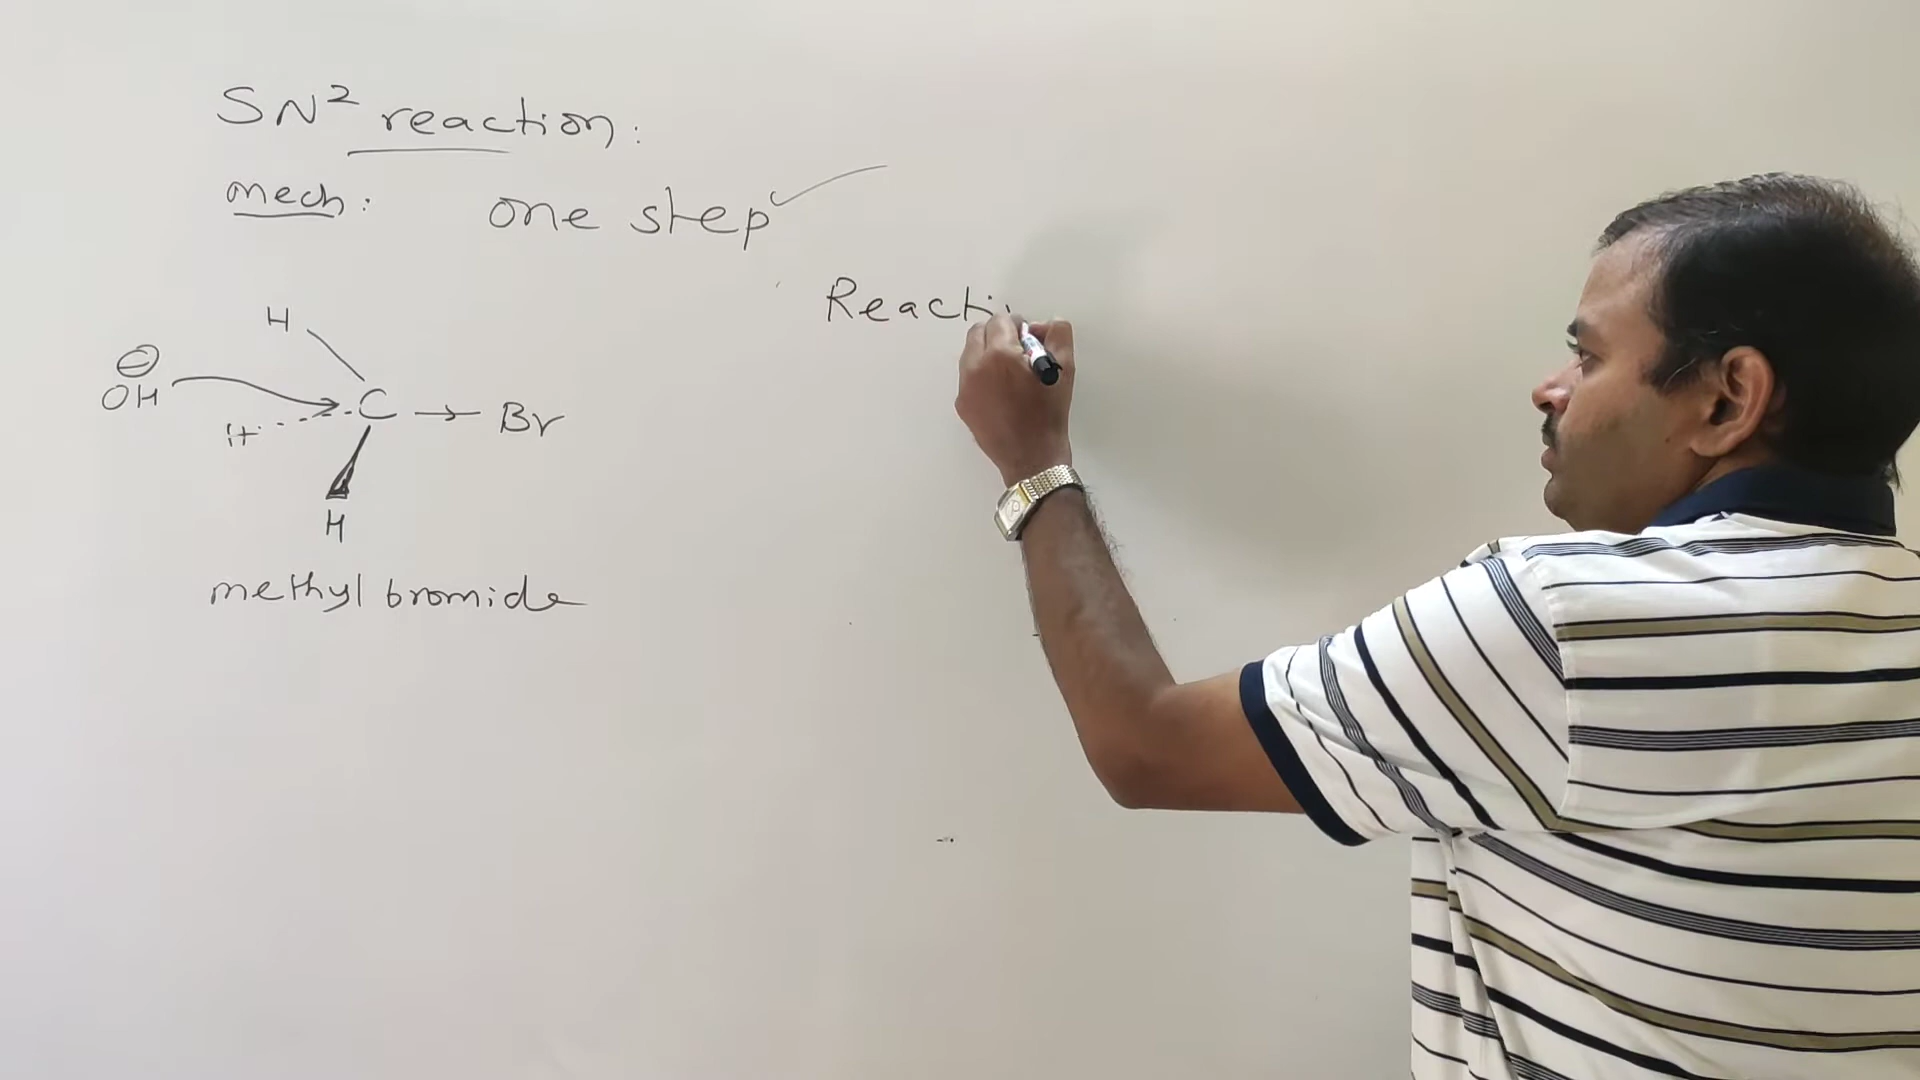 SN² reaction:
mech: one step
Reacti
H
⊖
OH
H C → Br
H
methyl bromide